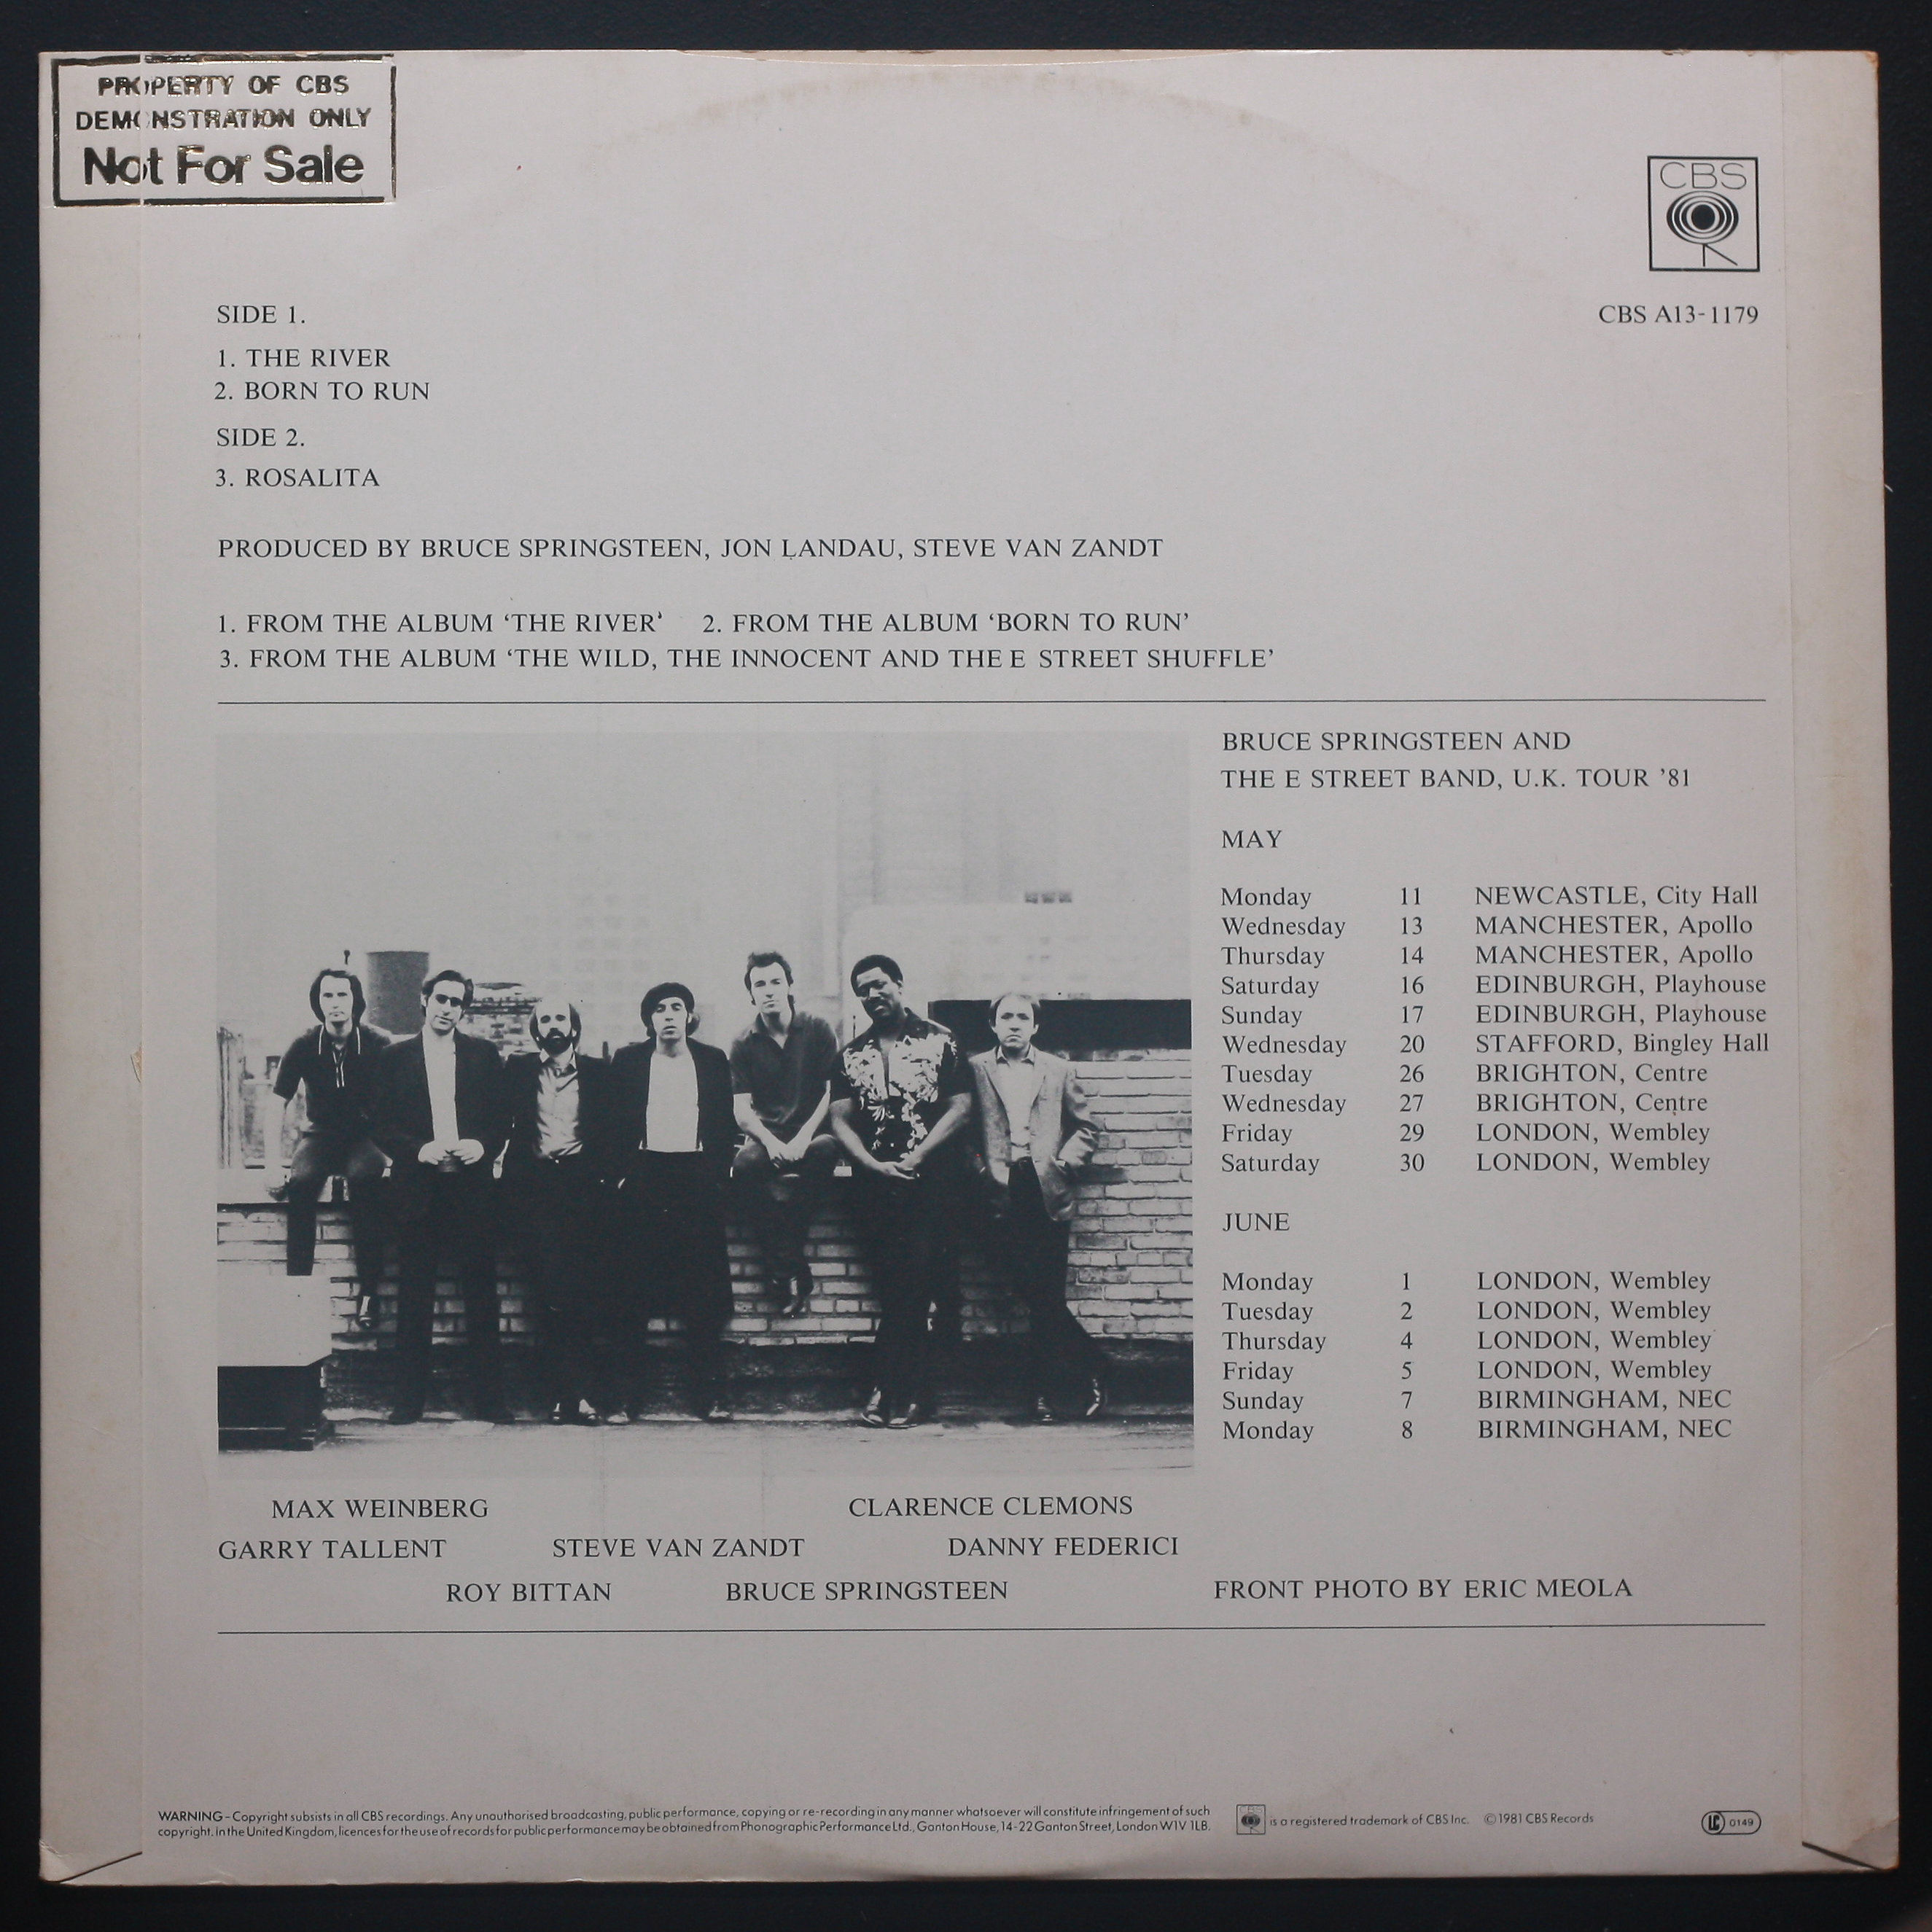 PROPERTY OF CBS
DEMONSTRATION ONLY
Not For Sale
CBS
SIDE 1.
CBS A13-1179
1. THE RIVER
2. BORN TO RUN
SIDE 2.
3. ROSALITA
PRODUCED BY BRUCE SPRINGSTEEN, JON LANDAU, STEVE VAN ZANDT
1. FROM THE ALBUM ‘THE RIVER’ 2. FROM THE ALBUM ‘BORN TO RUN’
3. FROM THE ALBUM ‘THE WILD, THE INNOCENT AND THE E STREET SHUFFLE’
BRUCE SPRINGSTEEN AND
THE E STREET BAND, U.K. TOUR ’81
MAY
Monday 11 NEWCASTLE, City Hall
Wednesday 13 MANCHESTER, Apollo
Thursday 14 MANCHESTER, Apollo
Saturday 16 EDINBURGH, Playhouse
Sunday 17 EDINBURGH, Playhouse
Wednesday 20 STAFFORD, Bingley Hall
Tuesday 26 BRIGHTON, Centre
Wednesday 27 BRIGHTON, Centre
Friday 29 LONDON, Wembley
Saturday 30 LONDON, Wembley
JUNE
Monday 1 LONDON, Wembley
Tuesday 2 LONDON, Wembley
Thursday 4 LONDON, Wembley
Friday 5 LONDON, Wembley
Sunday 7 BIRMINGHAM, NEC
Monday 8 BIRMINGHAM, NEC
MAX WEINBERG CLARENCE CLEMONS
GARRY TALLENT STEVE VAN ZANDT DANNY FEDERICI
ROY BITTAN BRUCE SPRINGSTEEN FRONT PHOTO BY ERIC MEOLA
WARNING – Copyright subsists in all CBS recordings. Any unauthorised broadcasting, public performance, copying or re-recording in any manner whatsoever will constitute infringement of such
copyright. In the United Kingdom, licences for the use of records for public performance may be obtained from Phonographic Performance Ltd., Ganton House, 14-22 Ganton Street, London W1V 1LB.
CBS is a registered trademark of CBS Inc. © 1981 CBS Records
LC 0149